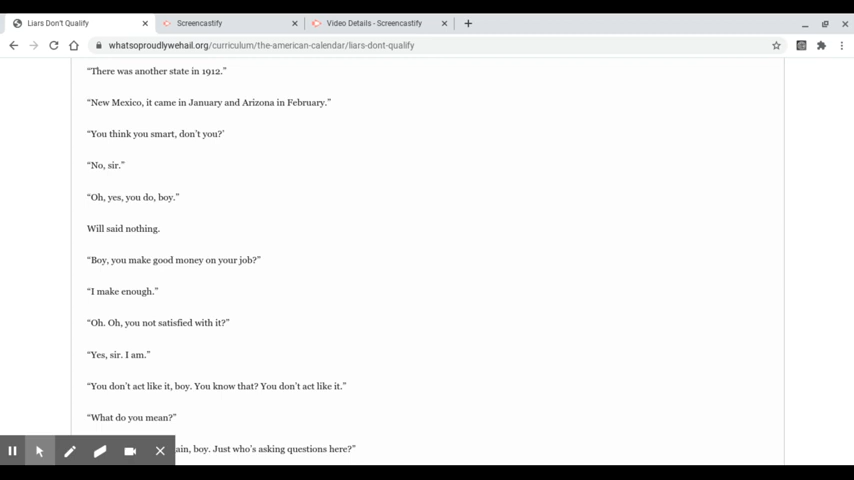 Liars Don't Qualify
Screencastify
Video Details - Screencastify
whatsoproudlywehail.org/curriculum/the-american-calendar/liars-dont-qualify
“There was another state in 1912.”
“New Mexico, it came in January and Arizona in February.”
“You think you smart, don’t you?’
“No, sir.”
“Oh, yes, you do, boy.”
Will said nothing.
“Boy, you make good money on your job?”
“I make enough.”
“Oh. Oh, you not satisfied with it?”
“Yes, sir. I am.”
“You don’t act like it, boy. You know that? You don’t act like it.”
“What do you mean?”
boy. Just who’s asking questions here?”